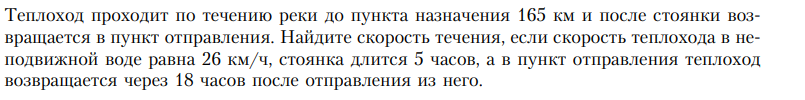 Теплоход проходит по течению реки до пункта назначения 165 км и после стоянки воз-
вращается в пункт отправления. Найдите скорость течения, если скорость теплохода в не-
подвижной воде равна 26 км/ч, стоянка длится 5 часов, а в пункт отправления теплоход
возвращается через 18 часов после отправления из него.